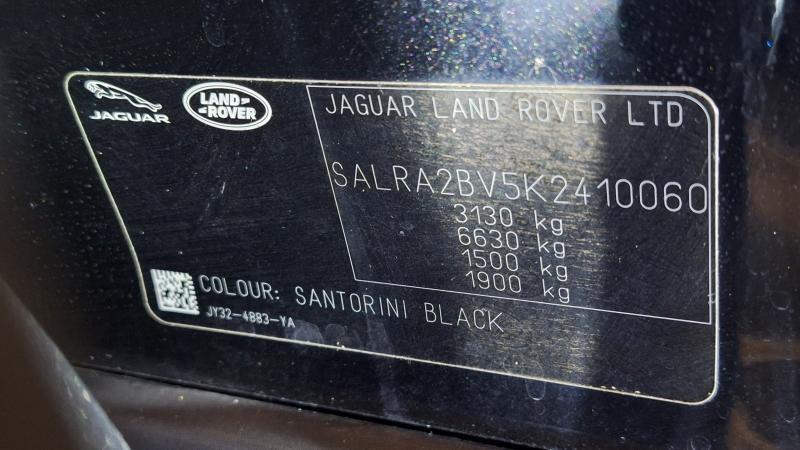 JAGUAR
LAND ROVER
JAGUAR LAND ROVER LTD
SALRA2BV5K2410060
3130 kg
6630 kg
1500 kg
1900 kg
COLOUR: SANTORINI BLACK
JY32-4883-YA